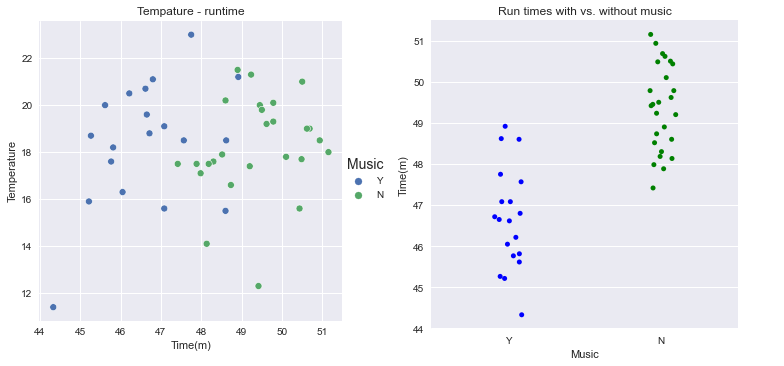 Tempature - runtime
22
20
18
16
14
12
Temperature
44
45
46
47
48
49
50
51
Time(m)
Music
Y
N
Run times with vs. without music
51
50
49
48
47
46
45
44
Time(m)
Y
N
Music